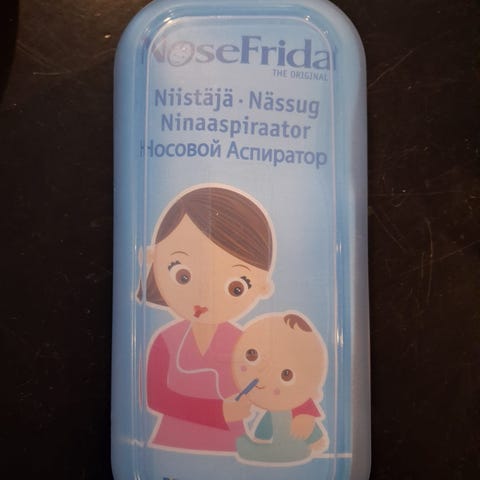 NoseFrida
THE ORIGINAL
Niistäjä · Nässug
Ninaaspiraator
Носовой Аспиратор